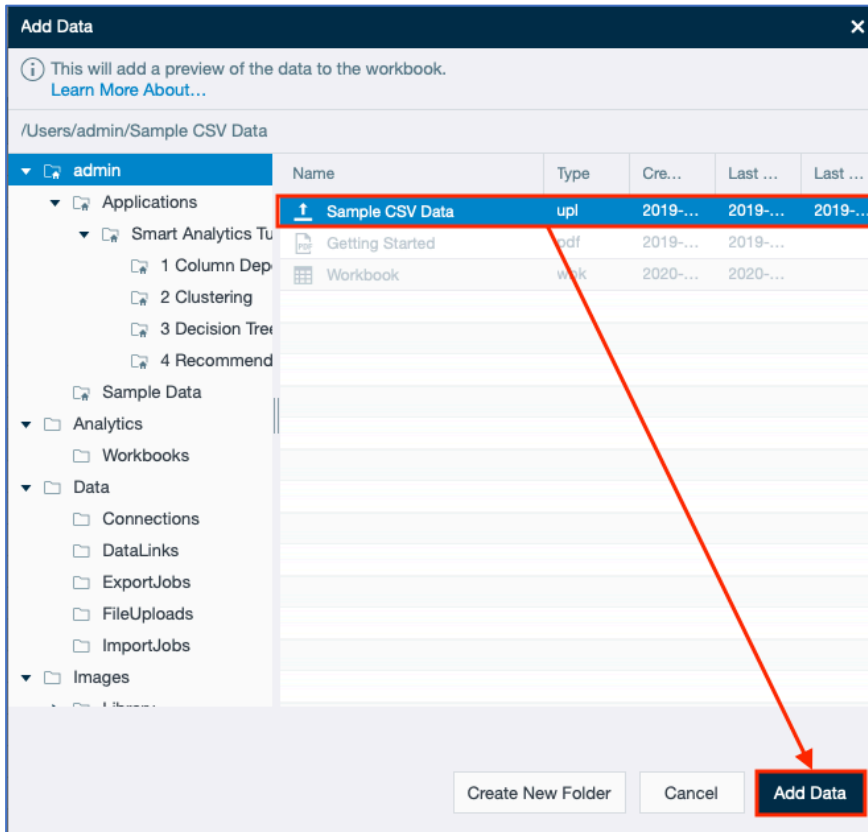 Add Data
This will add a preview of the data to the workbook.
Learn More About...
/Users/admin/Sample CSV Data
admin
Applications
Smart Analytics Tu
1 Column Dep
2 Clustering
3 Decision Tree
4 Recommend
Sample Data
Analytics
Workbooks
Data
Connections
DataLinks
ExportJobs
FileUploads
ImportJobs
Images
Library
Name Type Cre... Last ... Last ...
Sample CSV Data upl 2019-... 2019-... 2019-...
PDF Getting Started pdf 2019-... 2019-...
Workbook wbk 2020-... 2020-...
Create New Folder Cancel Add Data